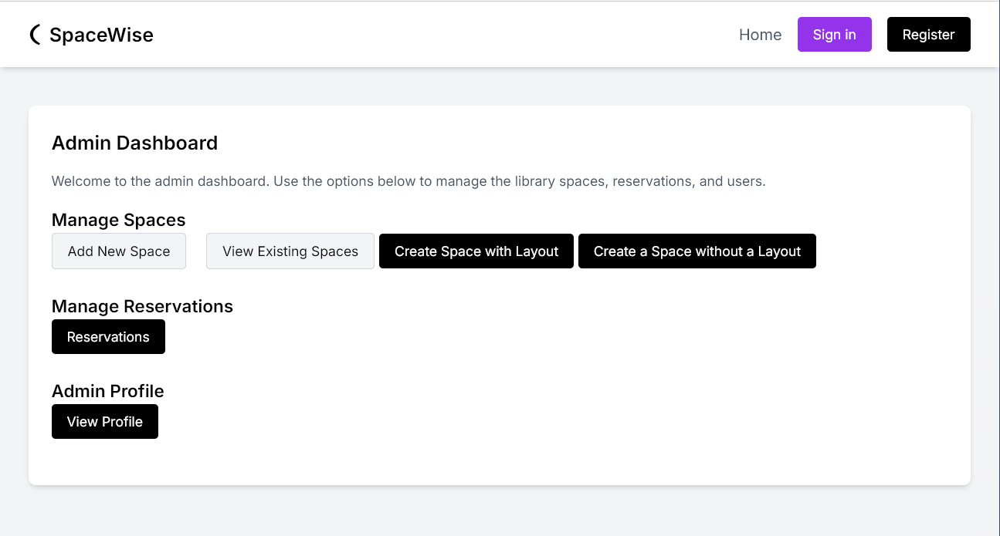 SpaceWise
Home Sign in Register
Admin Dashboard
Welcome to the admin dashboard. Use the options below to manage the library spaces, reservations, and users.
Manage Spaces
Add New Space View Existing Spaces Create Space with Layout Create a Space without a Layout
Manage Reservations
Reservations
Admin Profile
View Profile